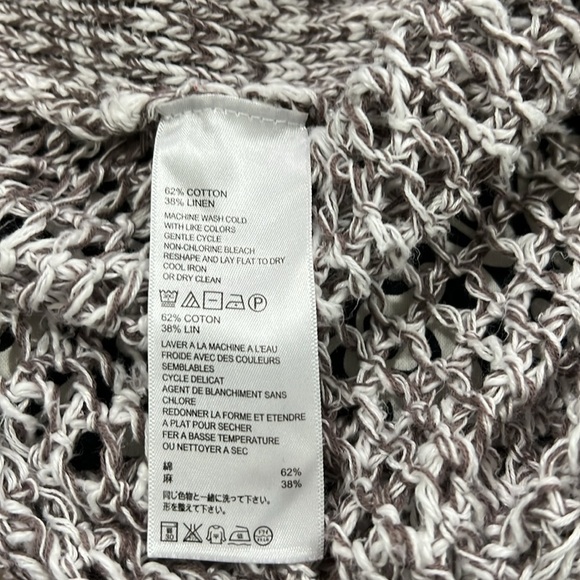 62% COTTON
38% LINEN
MACHINE WASH COLD
WITH LIKE COLORS
GENTLE CYCLE
NON-CHLORINE BLEACH
RESHAPE AND LAY FLAT TO DRY
COOL IRON
OR DRY CLEAN
62% COTON
38% LIN
LAVER A LA MACHINE A L'EAU
FROIDE AVEC DES COULEURS
SEMBLABLES
CYCLE DELICAT
AGENT DE BLANCHIMENT SANS
CHLORE
REDONNER LA FORME ET ETENDRE
A PLAT POUR SECHER
FER A BASSE TEMPERATURE
OU NETTOYER A SEC
綿 62%
麻 38%
同じ色物と一緒に洗って下さい。
形を整えて下さい。